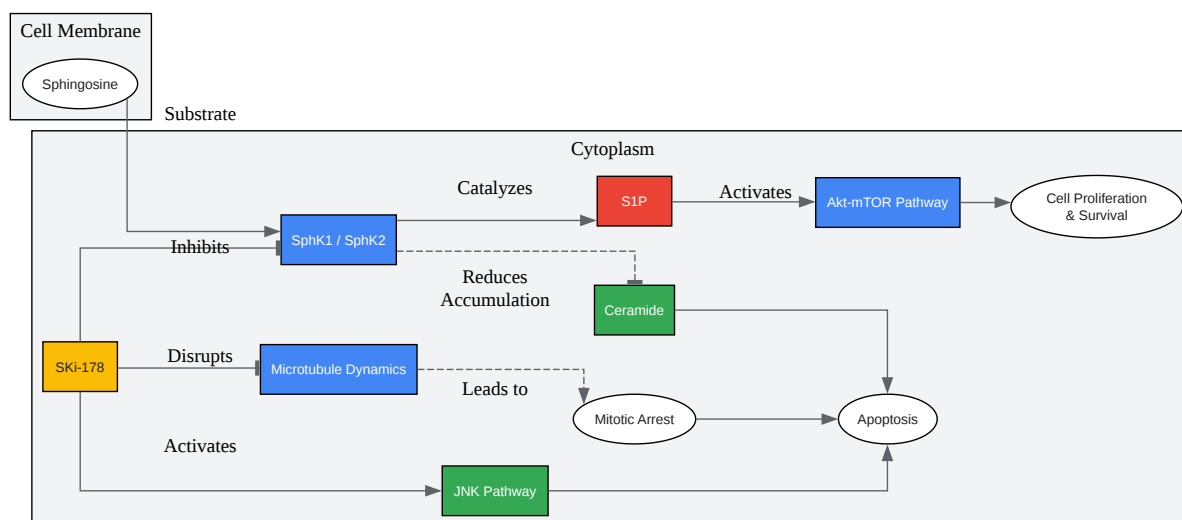 Cell Membrane
Sphingosine
Substrate
Cytoplasm
Catalyzes
S1P
Activates
Akt-mTOR Pathway
Cell Proliferation
& Survival
Inhibits
SphK1 / SphK2
Reduces
Accumulation
Ceramide
SKi-178
Disrupts
Microtubule Dynamics
Leads to
Mitotic Arrest
Apoptosis
Activates
JNK Pathway